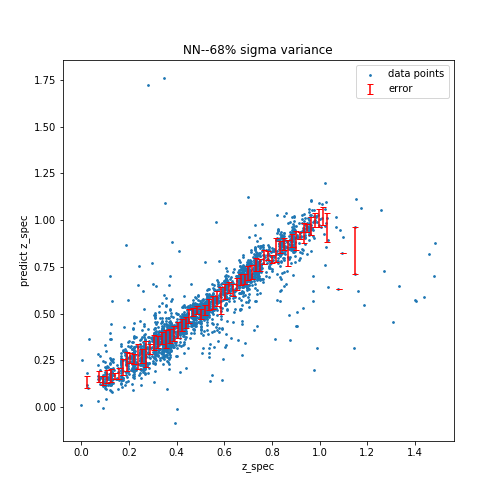 NN--68% sigma variance
data points
error
predict z_spec
1.75
1.50
1.25
1.00
0.75
0.50
0.25
0.00
0.0 0.2 0.4 0.6 0.8 1.0 1.2 1.4
z_spec